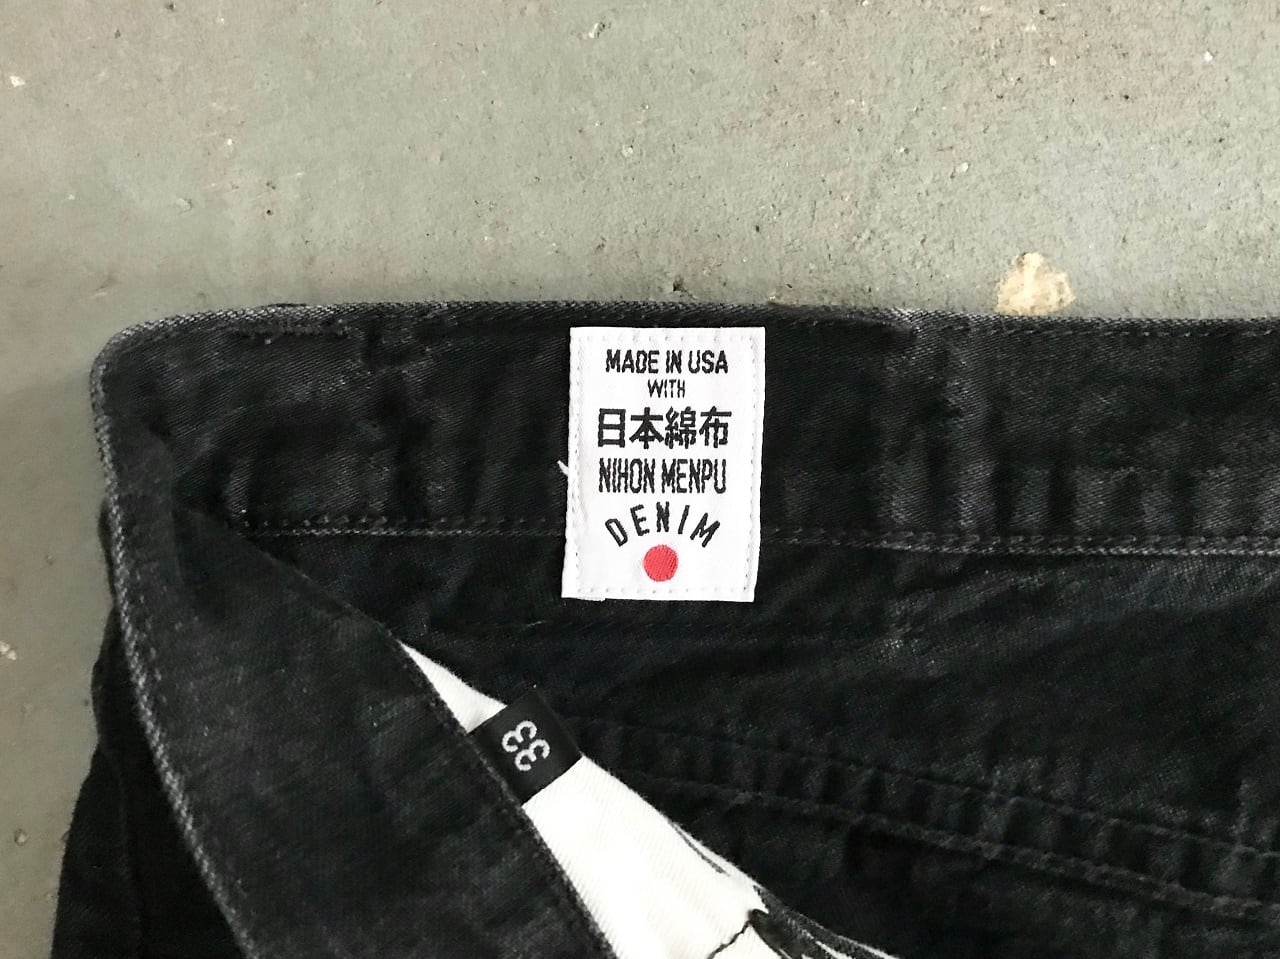 MADE IN USA
WITH
日本綿布
NIHON MENPU
DENIM
33